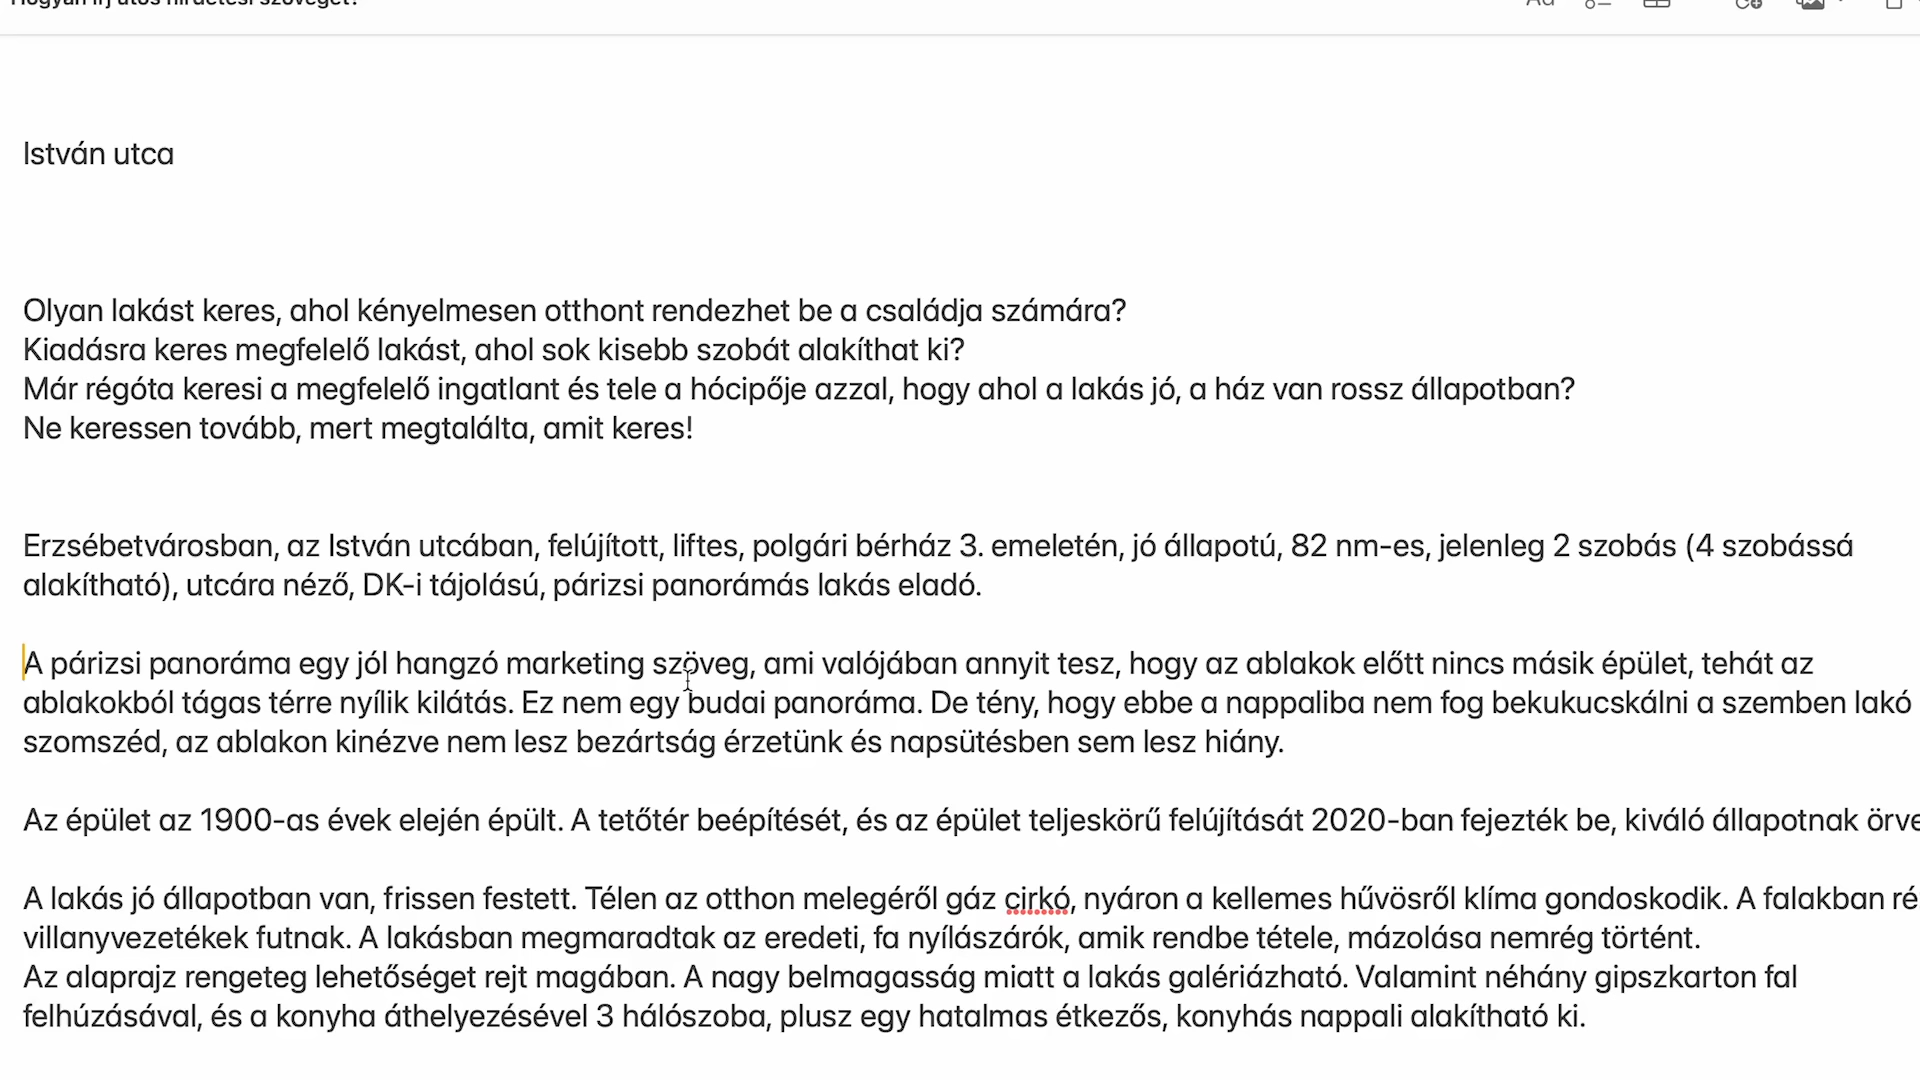 Hogyan írj ütős hirdetési szöveget?
Aa
István utca
Olyan lakást keres, ahol kényelmesen otthont rendezhet be a családja számára?
Kiadásra keres megfelelő lakást, ahol sok kisebb szobát alakíthat ki?
Már régóta keresi a megfelelő ingatlant és tele a hócipője azzal, hogy ahol a lakás jó, a ház van rossz állapotban?
Ne keressen tovább, mert megtalálta, amit keres!
Erzsébetvárosban, az István utcában, felújított, liftes, polgári bérház 3. emeletén, jó állapotú, 82 nm-es, jelenleg 2 szobás (4 szobássá
alakítható), utcára néző, DK-i tájolású, párizsi panorámás lakás eladó.
A párizsi panoráma egy jól hangzó marketing szöveg, ami valójában annyit tesz, hogy az ablakok előtt nincs másik épület, tehát az
ablakokból tágas térre nyílik kilátás. Ez nem egy budai panoráma. De tény, hogy ebbe a nappaliba nem fog bekukucskálni a szemben lakó
szomszéd, az ablakon kinézve nem lesz bezártság érzetünk és napsütésben sem lesz hiány.
Az épület az 1900-as évek elején épült. A tetőtér beépítését, és az épület teljeskörű felújítását 2020-ban fejezték be, kiváló állapotnak örve
A lakás jó állapotban van, frissen festett. Télen az otthon melegéről gáz cirkó, nyáron a kellemes hűvösről klíma gondoskodik. A falakban ré
villanyvezetékek futnak. A lakásban megmaradtak az eredeti, fa nyílászárók, amik rendbe tétele, mázolása nemrég történt.
Az alaprajz rengeteg lehetőséget rejt magában. A nagy belmagasság miatt a lakás galériázható. Valamint néhány gipszkarton fal
felhúzásával, és a konyha áthelyezésével 3 hálószoba, plusz egy hatalmas étkezős, konyhás nappali alakítható ki.